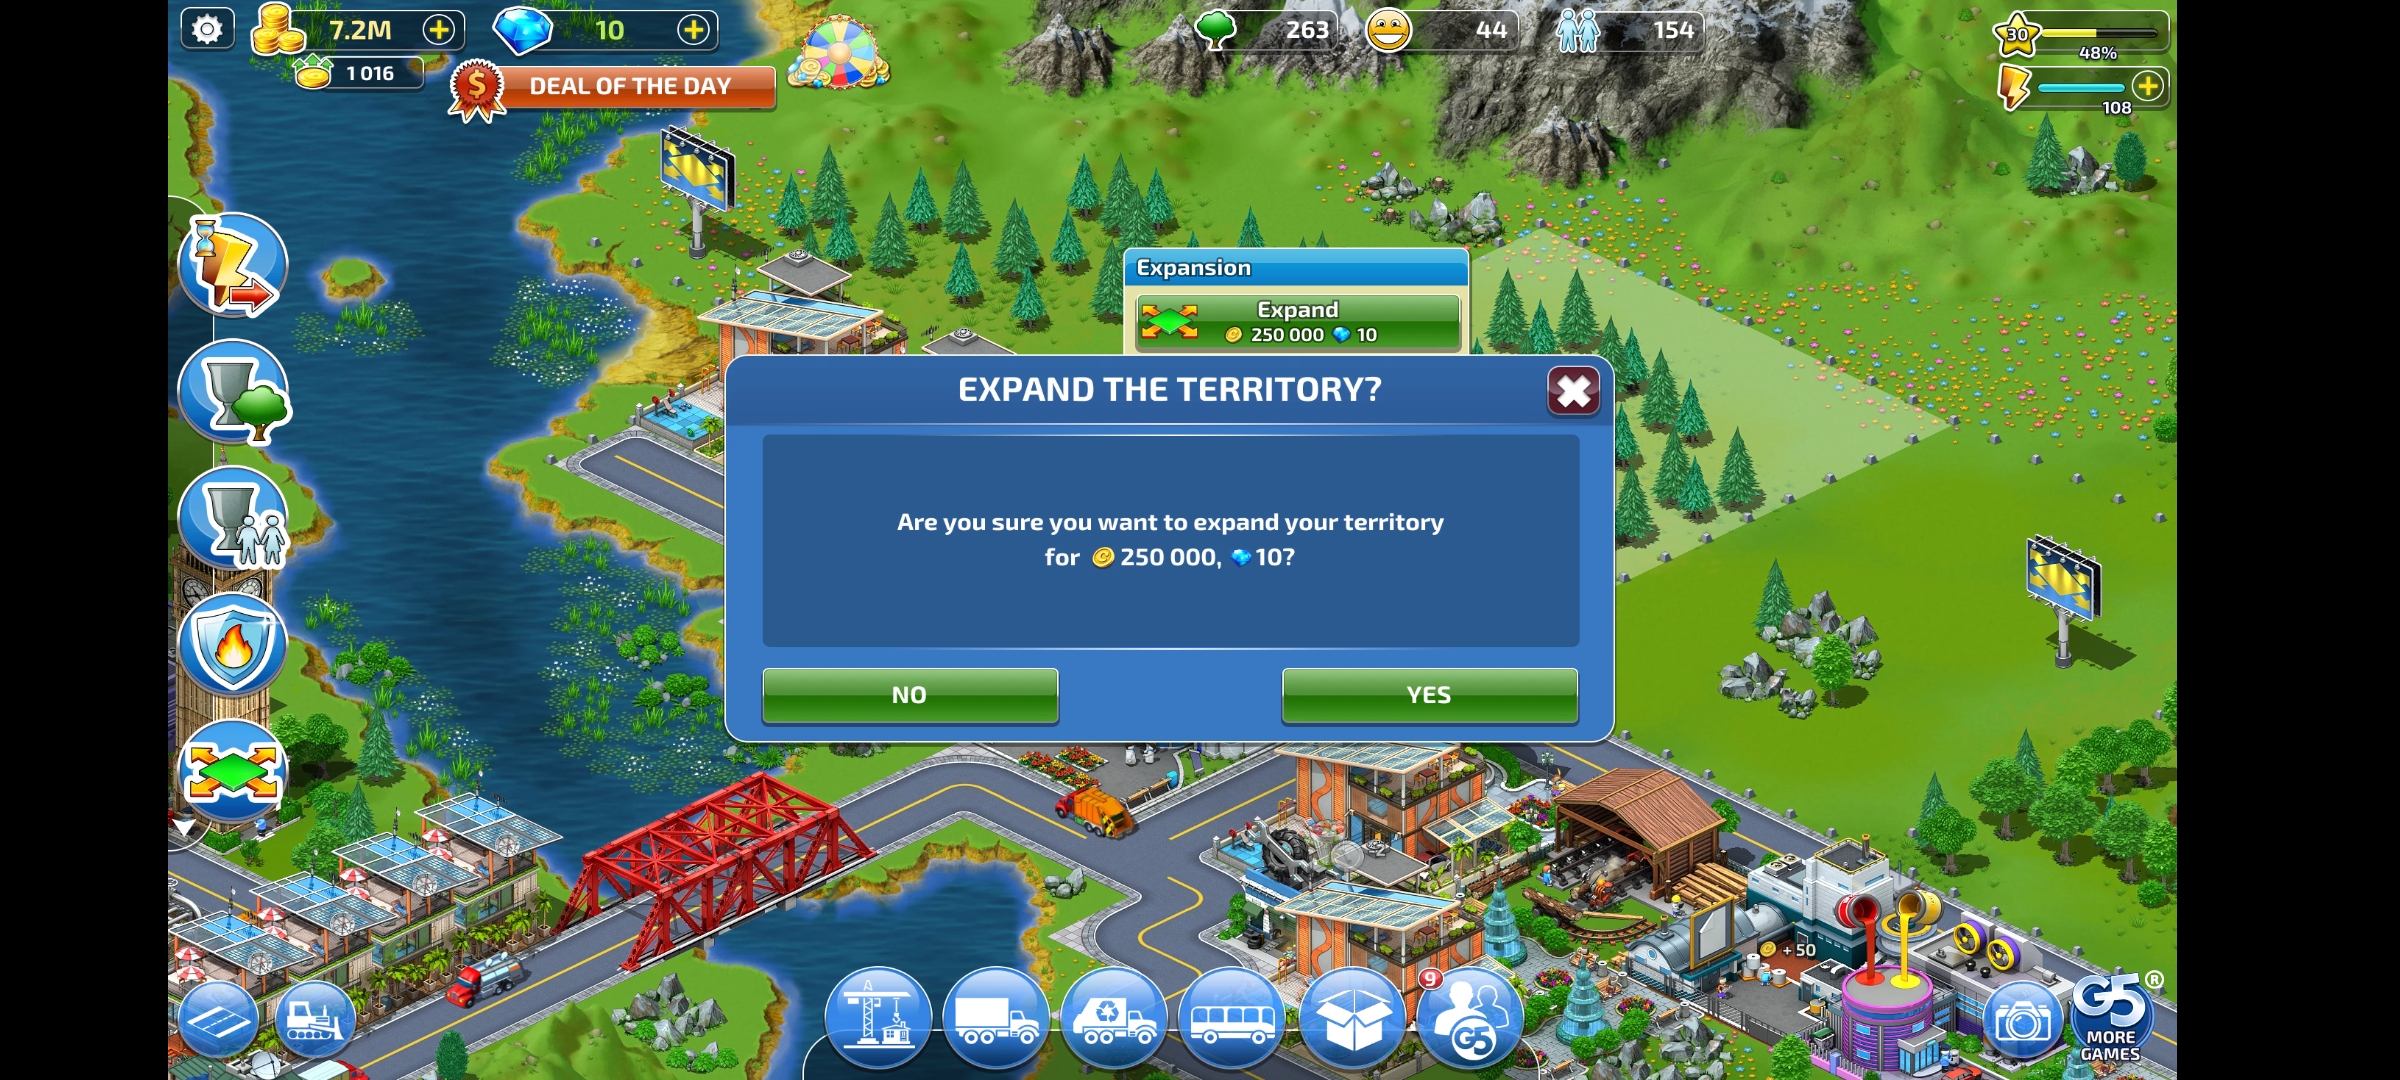 7.2M
10
263
44
154
30
48%
1 016
DEAL OF THE DAY
108
Expansion
Expand
250 000 10
EXPAND THE TERRITORY?
Are you sure you want to expand your territory
for 250 000, 10?
NO
YES
+50
9
G5
G5®
MORE
GAMES